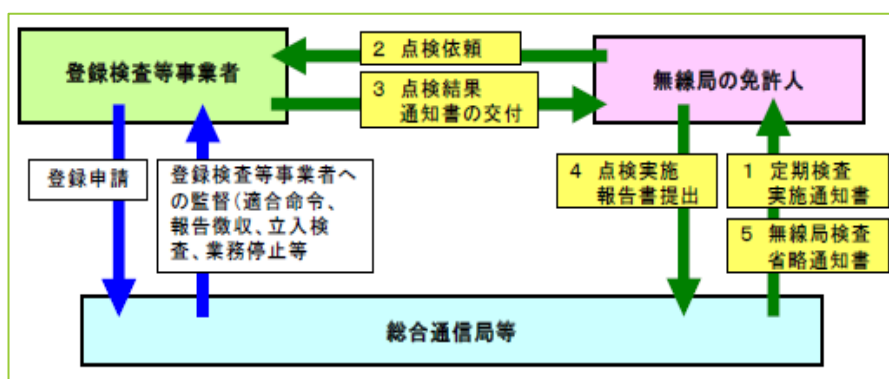 登録検査等事業者
2 点検依頼
3 点検結果
通知書の交付
無線局の免許人
登録申請
登録検査等事業者へ
の監督(適合命令、
報告徴収、立入検
査、業務停止等
4 点検実施
報告書提出
1 定期検査
実施通知書
5 無線局検査
省略通知書
総合通信局等